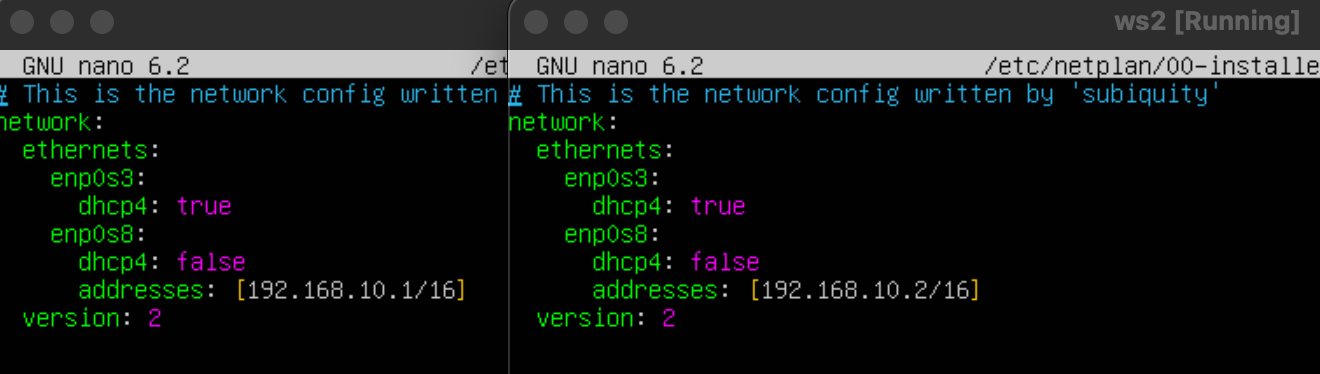 ws2 [Running]
GNU nano 6.2 /et
# This is the network config written
network:
ethernets:
enp0s3:
dhcp4: true
enp0s8:
dhcp4: false
addresses: [192.168.10.1/16]
version: 2
GNU nano 6.2 /etc/netplan/00-installe
# This is the network config written by 'subiquity'
network:
ethernets:
enp0s3:
dhcp4: true
enp0s8:
dhcp4: false
addresses: [192.168.10.2/16]
version: 2